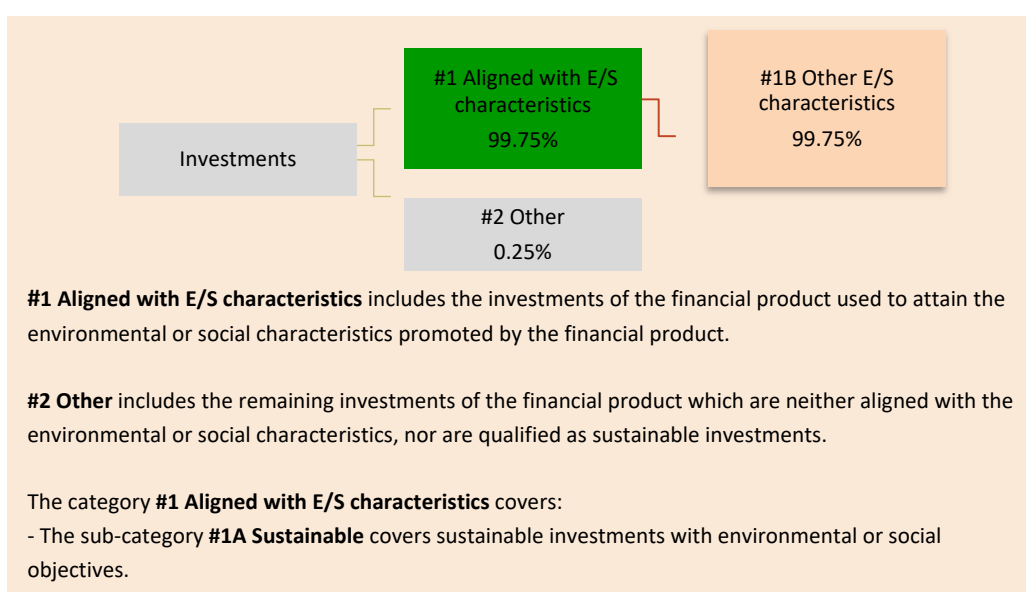 #1 Aligned with E/S
characteristics
99.75%
#1B Other E/S
characteristics
99.75%
Investments
#2 Other
0.25%
#1 Aligned with E/S characteristics includes the investments of the financial product used to attain the
environmental or social characteristics promoted by the financial product.
#2 Other includes the remaining investments of the financial product which are neither aligned with the
environmental or social characteristics, nor are qualified as sustainable investments.
The category #1 Aligned with E/S characteristics covers:
- The sub-category #1A Sustainable covers sustainable investments with environmental or social
objectives.